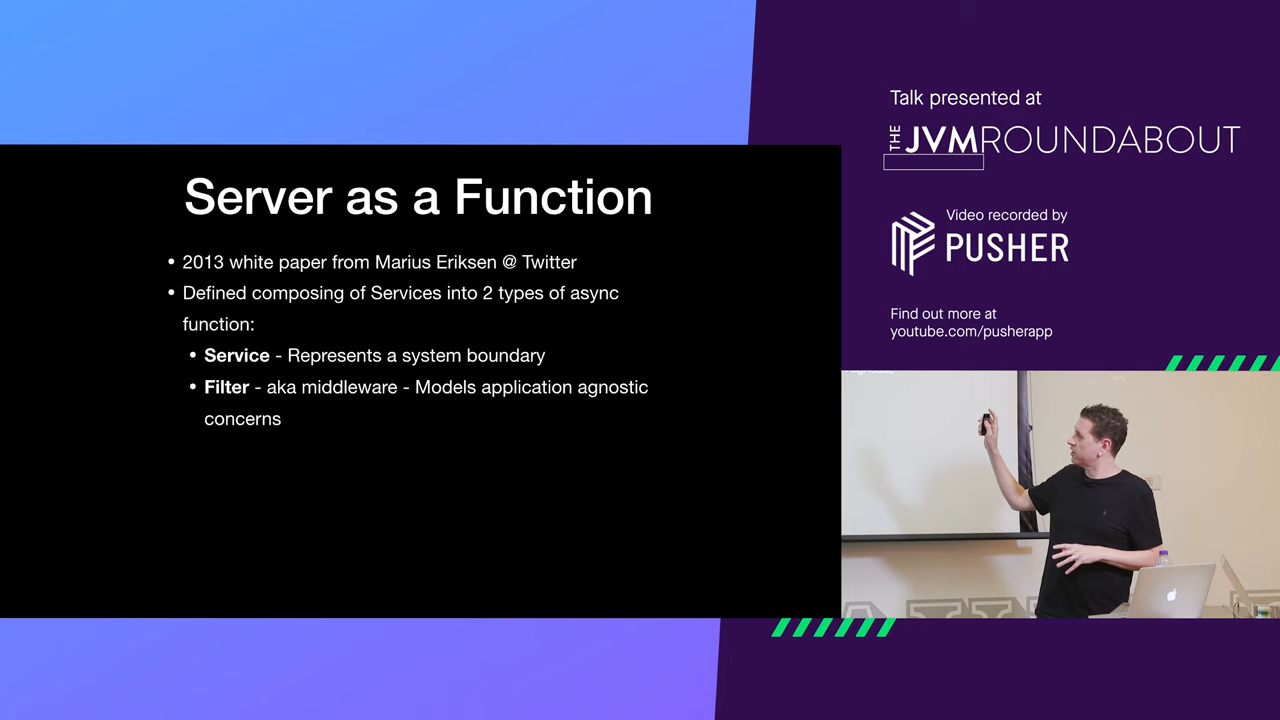 Server as a Function
• 2013 white paper from Marius Eriksen @ Twitter
• Defined composing of Services into 2 types of async
function:
• Service - Represents a system boundary
• Filter - aka middleware - Models application agnostic
concerns
Talk presented at
THE JVMROUNDABOUT
Video recorded by
PUSHER
Find out more at
youtube.com/pusherapp